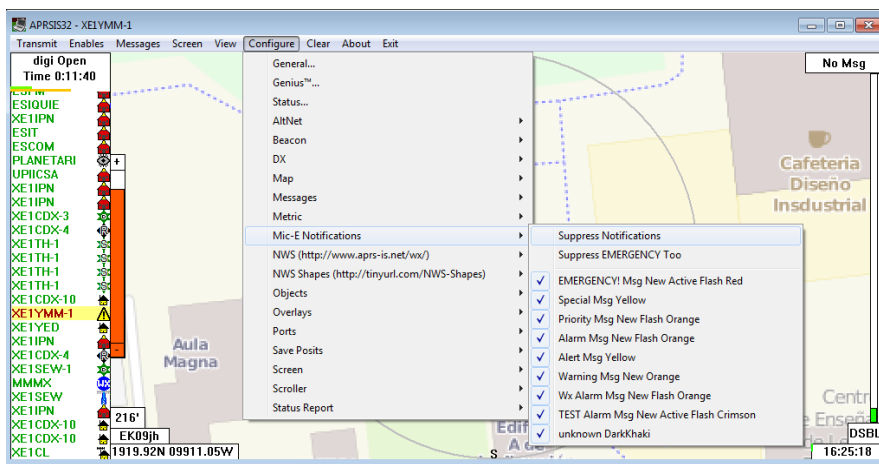 APRSIS32 - XE1YMM-1
Transmit Enables Messages Screen View Configure Clear About Exit
digi Open
Time 0:11:40
No Msg
ESFM
ESIQUIE
XE1IPN
ESIT
ESCOM
PLANETARI
UPIICSA
XE1IPN
XE1IPN
XE1CDX-3
XE1CDX-4
XE1TH-1
XE1TH-1
XE1TH-1
XE1TH-1
XE1CDX-10
XE1YMM-1
XE1YED
XE1IPN
XE1CDX-4
XE1SEW-1
MMMX
XE1SEW
XE1IPN
XE1CDX-10
XE1CDX-10
XE1CL
+
-
216'
EK09jh
1919.92N 09911.05W
Aula
Magna
General...
Genius™...
Status...
AltNet
Beacon
DX
Map
Messages
Metric
Mic-E Notifications
NWS (http://www.aprs-is.net/wx/)
NWS Shapes (http://tinyurl.com/NWS-Shapes)
Objects
Overlays
Ports
Save Posits
Screen
Scroller
Status Report
Suppress Notifications
Suppress EMERGENCY Too
EMERGENCY! Msg New Active Flash Red
Special Msg Yellow
Priority Msg New Flash Orange
Alarm Msg New Flash Orange
Alert Msg Yellow
Warning Msg New Orange
Wx Alarm Msg New Flash Orange
TEST Alarm Msg New Active Flash Crimson
unknown DarkKhaki
Cafeteria
Diseño
Insdustrial
Centr
e Enseña
Edif
A de
S
DSBL
16:25:18